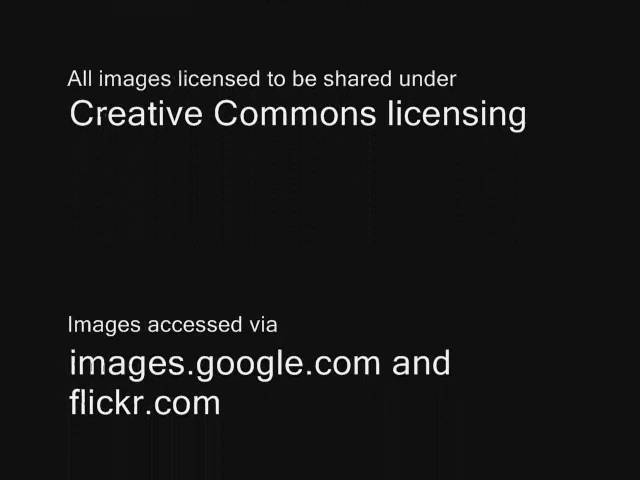 All images licensed to be shared under
Creative Commons licensing
Images accessed via
images.google.com and
flickr.com